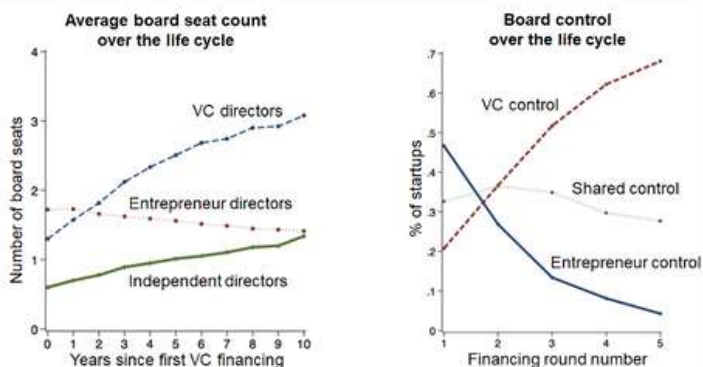 Average board seat count
over the life cycle
Number of board seats
4
3
2
1
0
VC directors
Entrepreneur directors
Independent directors
0 1 2 3 4 5 6 7 8 9 10
Years since first VC financing
Board control
over the life cycle
% of startups
.7
.6
.5
.4
.3
.2
.1
0
VC control
Shared control
Entrepreneur control
1 2 3 4 5
Financing round number